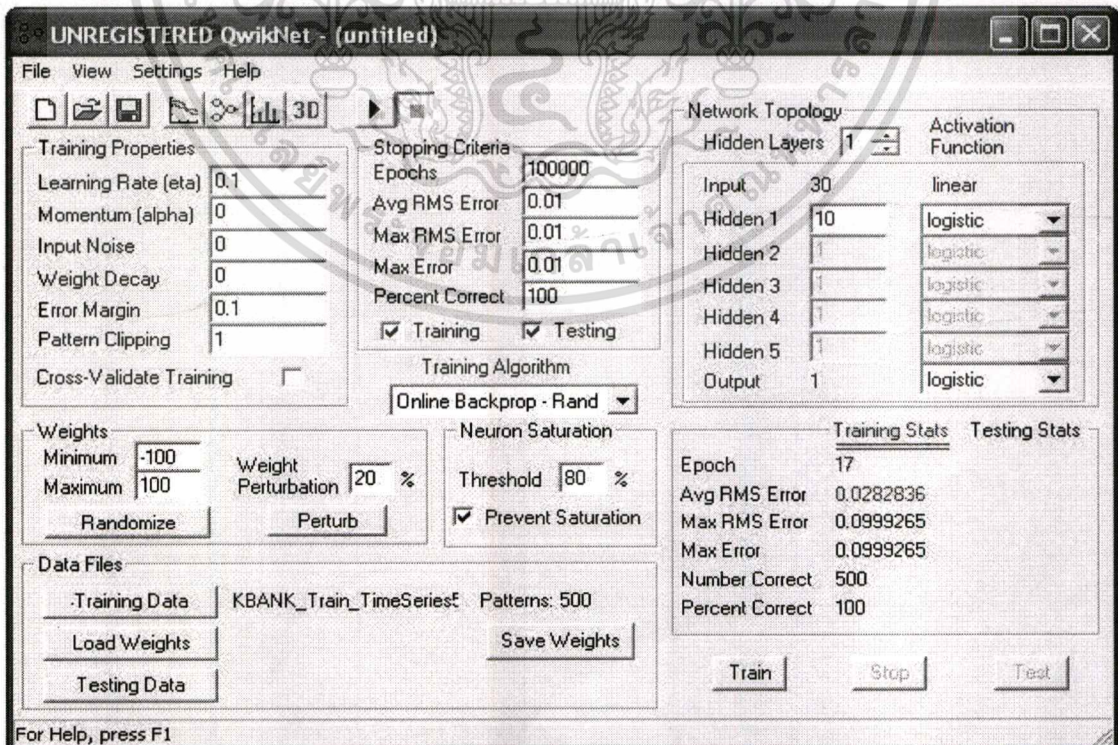 UNREGISTERED QwikNet - (untitled)
File View Settings Help
3D
Training Properties
Learning Rate (eta) 0.1
Momentum (alpha) 0
Input Noise 0
Weight Decay 0
Error Margin 0.1
Pattern Clipping 1
Cross-Validate Training
Stopping Criteria
Epochs 100000
Avg RMS Error 0.01
Max RMS Error 0.01
Max Error 0.01
Percent Correct 100
Training Testing
Training Algorithm
Online Backprop - Rand
Network Topology
Hidden Layers 1
Activation Function
Input 30 linear
Hidden 1 10 logistic
Hidden 2 1 logistic
Hidden 3 1 logistic
Hidden 4 1 logistic
Hidden 5 1 logistic
Output 1 logistic
Weights
Minimum -100
Maximum 100
Weight Perturbation 20 %
Randomize Perturb
Neuron Saturation
Threshold 80 %
Prevent Saturation
Training Stats Testing Stats
Epoch 17
Avg RMS Error 0.0282836
Max RMS Error 0.0999265
Max Error 0.0999265
Number Correct 500
Percent Correct 100
Data Files
Training Data KBANK_Train_TimeSeries Patterns: 500
Load Weights Save Weights
Testing Data
Train Stop Test
For Help, press F1